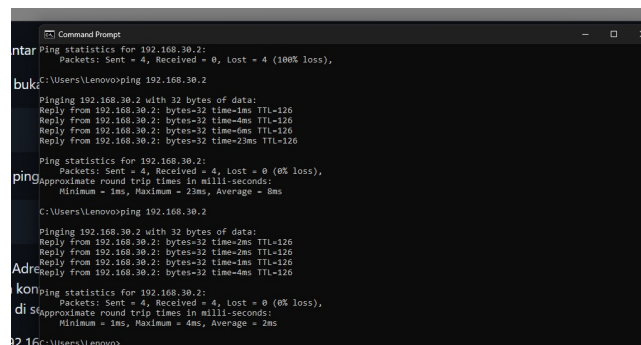 Command Prompt
ntar
Ping statistics for 192.168.30.2:
Packets: Sent = 4, Received = 0, Lost = 4 (100% loss),
buka
C:\Users\Lenovo>ping 192.168.30.2
Pinging 192.168.30.2 with 32 bytes of data:
Reply from 192.168.30.2: bytes=32 time=1ms TTL=126
Reply from 192.168.30.2: bytes=32 time=4ms TTL=126
Reply from 192.168.30.2: bytes=32 time=6ms TTL=126
Reply from 192.168.30.2: bytes=32 time=23ms TTL=126
Ping statistics for 192.168.30.2:
Packets: Sent = 4, Received = 4, Lost = 0 (0% loss),
ping
Approximate round trip times in milli-seconds:
Minimum = 1ms, Maximum = 23ms, Average = 8ms
C:\Users\Lenovo>ping 192.168.30.2
Pinging 192.168.30.2 with 32 bytes of data:
Reply from 192.168.30.2: bytes=32 time=2ms TTL=126
Reply from 192.168.30.2: bytes=32 time=2ms TTL=126
Reply from 192.168.30.2: bytes=32 time=1ms TTL=126
Adre
Reply from 192.168.30.2: bytes=32 time=4ms TTL=126
kon
Ping statistics for 192.168.30.2:
Packets: Sent = 4, Received = 4, Lost = 0 (0% loss),
di se
Approximate round trip times in milli-seconds:
Minimum = 1ms, Maximum = 4ms, Average = 2ms
C:\Users\Lenovo>